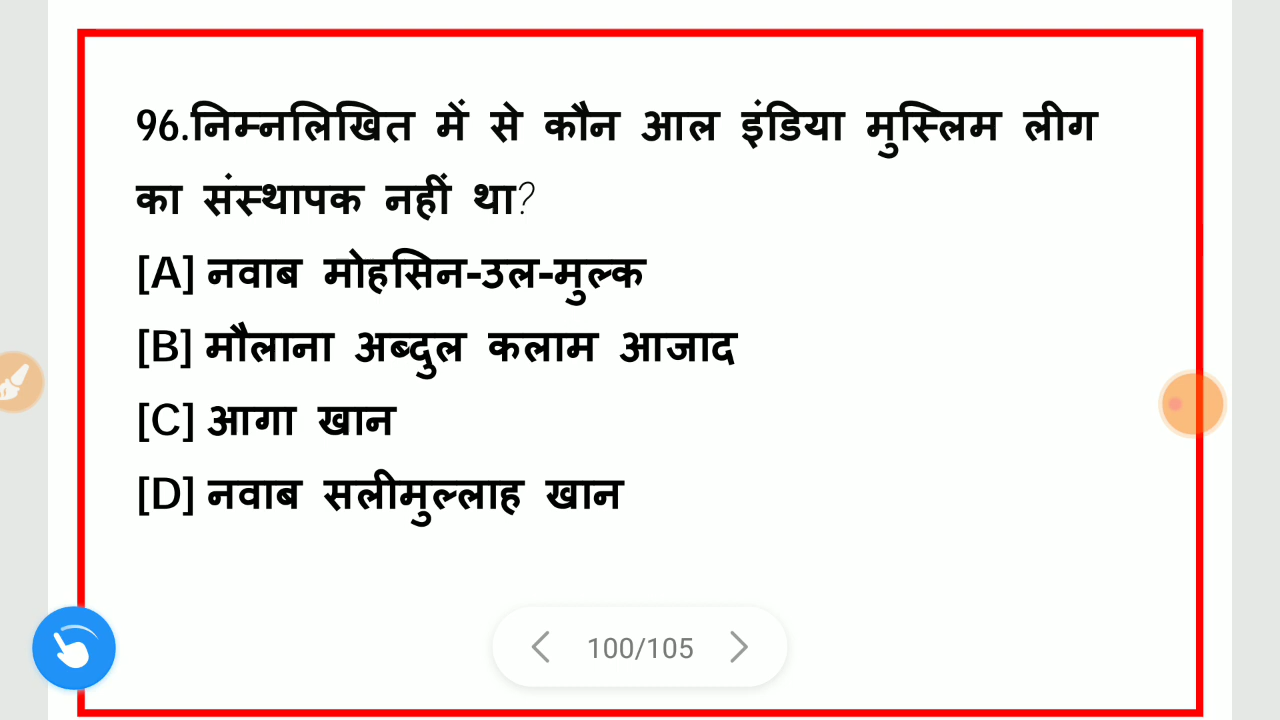 96.निम्नलिखित में से कौन आल इंडिया मुस्लिम लीग
का संस्थापक नहीं था?
[A] नवाब मोहसिन-उल-मुल्क
[B] मौलाना अब्दुल कलाम आजाद
[C] आगा खान
[D] नवाब सलीमुल्लाह खान
100/105